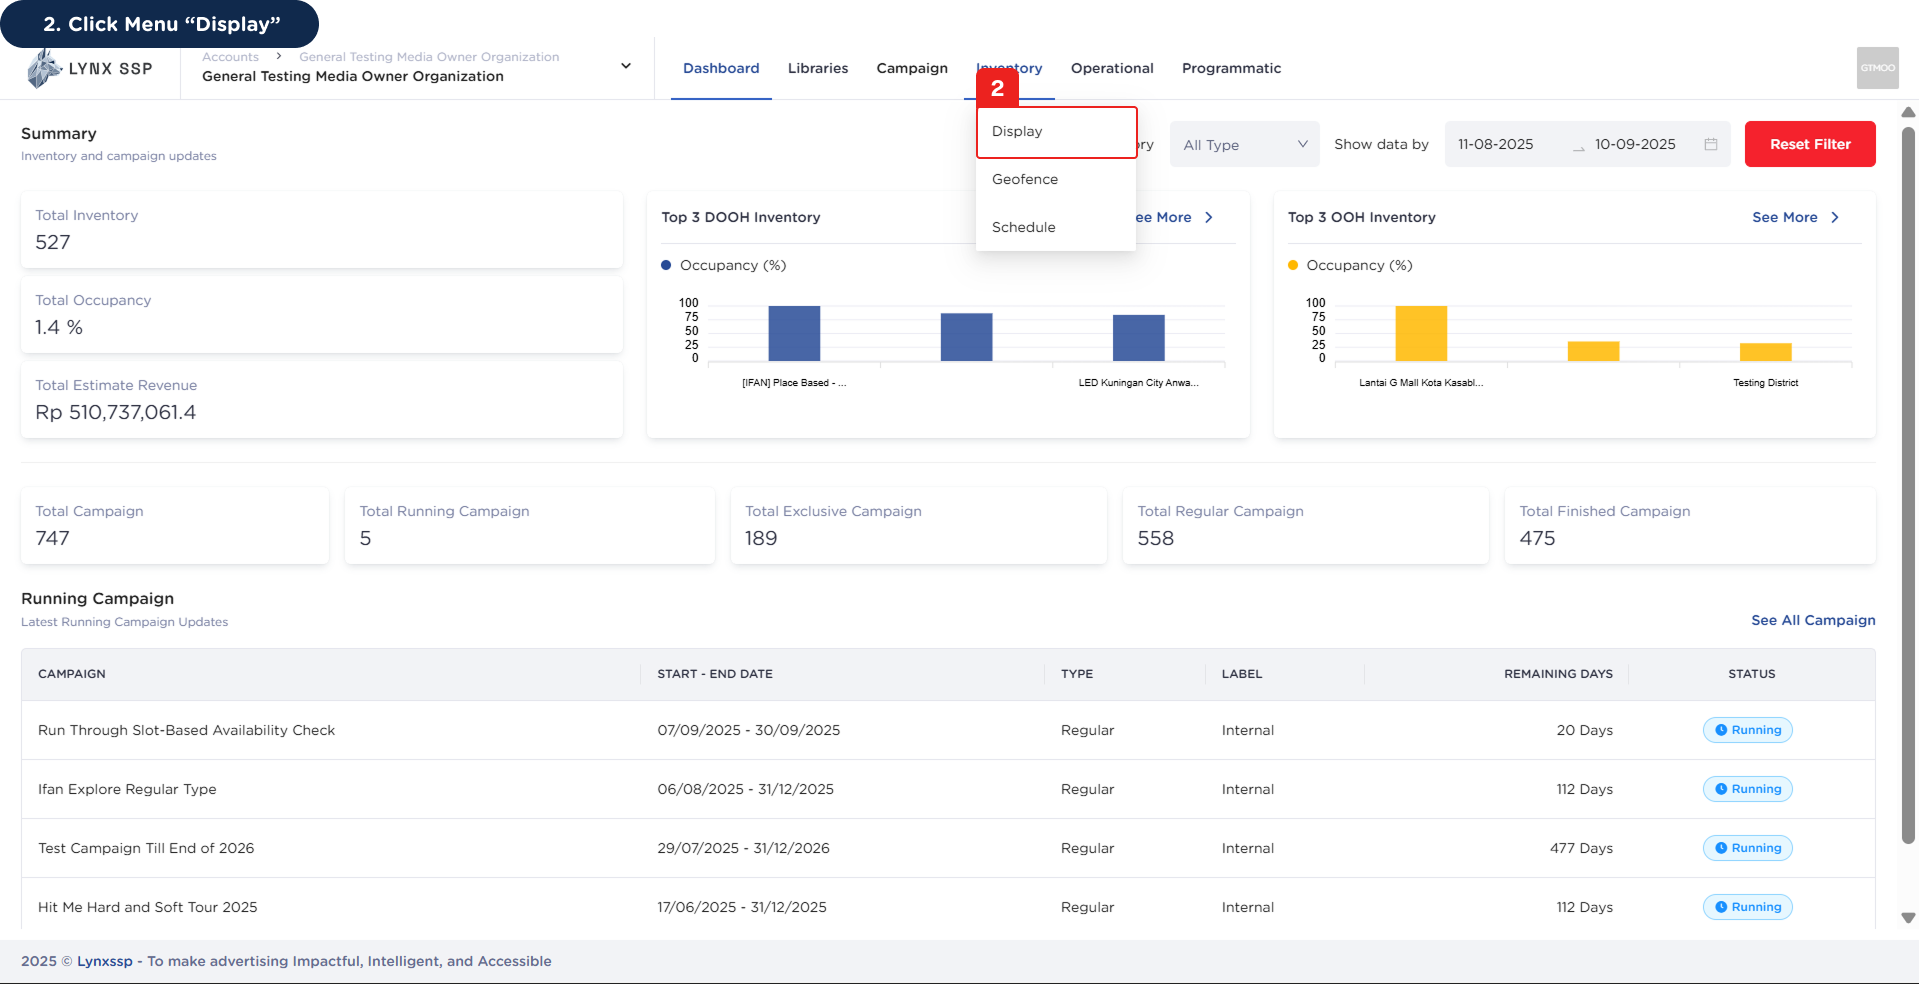 2. Click Menu “Display”
LYNX SSP
Accounts > General Testing Media Owner Organization
General Testing Media Owner Organization
Dashboard
Libraries
Campaign
Inventory
Operational
Programmatic
GTMOO
2
Display
Geofence
Schedule
Summary
Inventory and campaign updates
All Type
Show data by
11-08-2025
10-09-2025
Reset Filter
Total Inventory
527
Total Occupancy
1.4 %
Total Estimate Revenue
Rp 510,737,061.4
Top 3 DOOH Inventory
ee More
Occupancy (%)
100
75
50
25
0
[IFAN] Place Based - ...
LED Kuningan City Anwa...
Top 3 OOH Inventory
See More
Occupancy (%)
100
75
50
25
0
Lantai G Mall Kota Kasabl...
Testing District
Total Campaign
747
Total Running Campaign
5
Total Exclusive Campaign
189
Total Regular Campaign
558
Total Finished Campaign
475
Running Campaign
Latest Running Campaign Updates
See All Campaign
CAMPAIGN START - END DATE TYPE LABEL REMAINING DAYS STATUS
Run Through Slot-Based Availability Check 07/09/2025 - 30/09/2025 Regular Internal 20 Days Running
Ifan Explore Regular Type 06/08/2025 - 31/12/2025 Regular Internal 112 Days Running
Test Campaign Till End of 2026 29/07/2025 - 31/12/2026 Regular Internal 477 Days Running
Hit Me Hard and Soft Tour 2025 17/06/2025 - 31/12/2025 Regular Internal 112 Days Running
2025 © Lynxssp - To make advertising Impactful, Intelligent, and Accessible